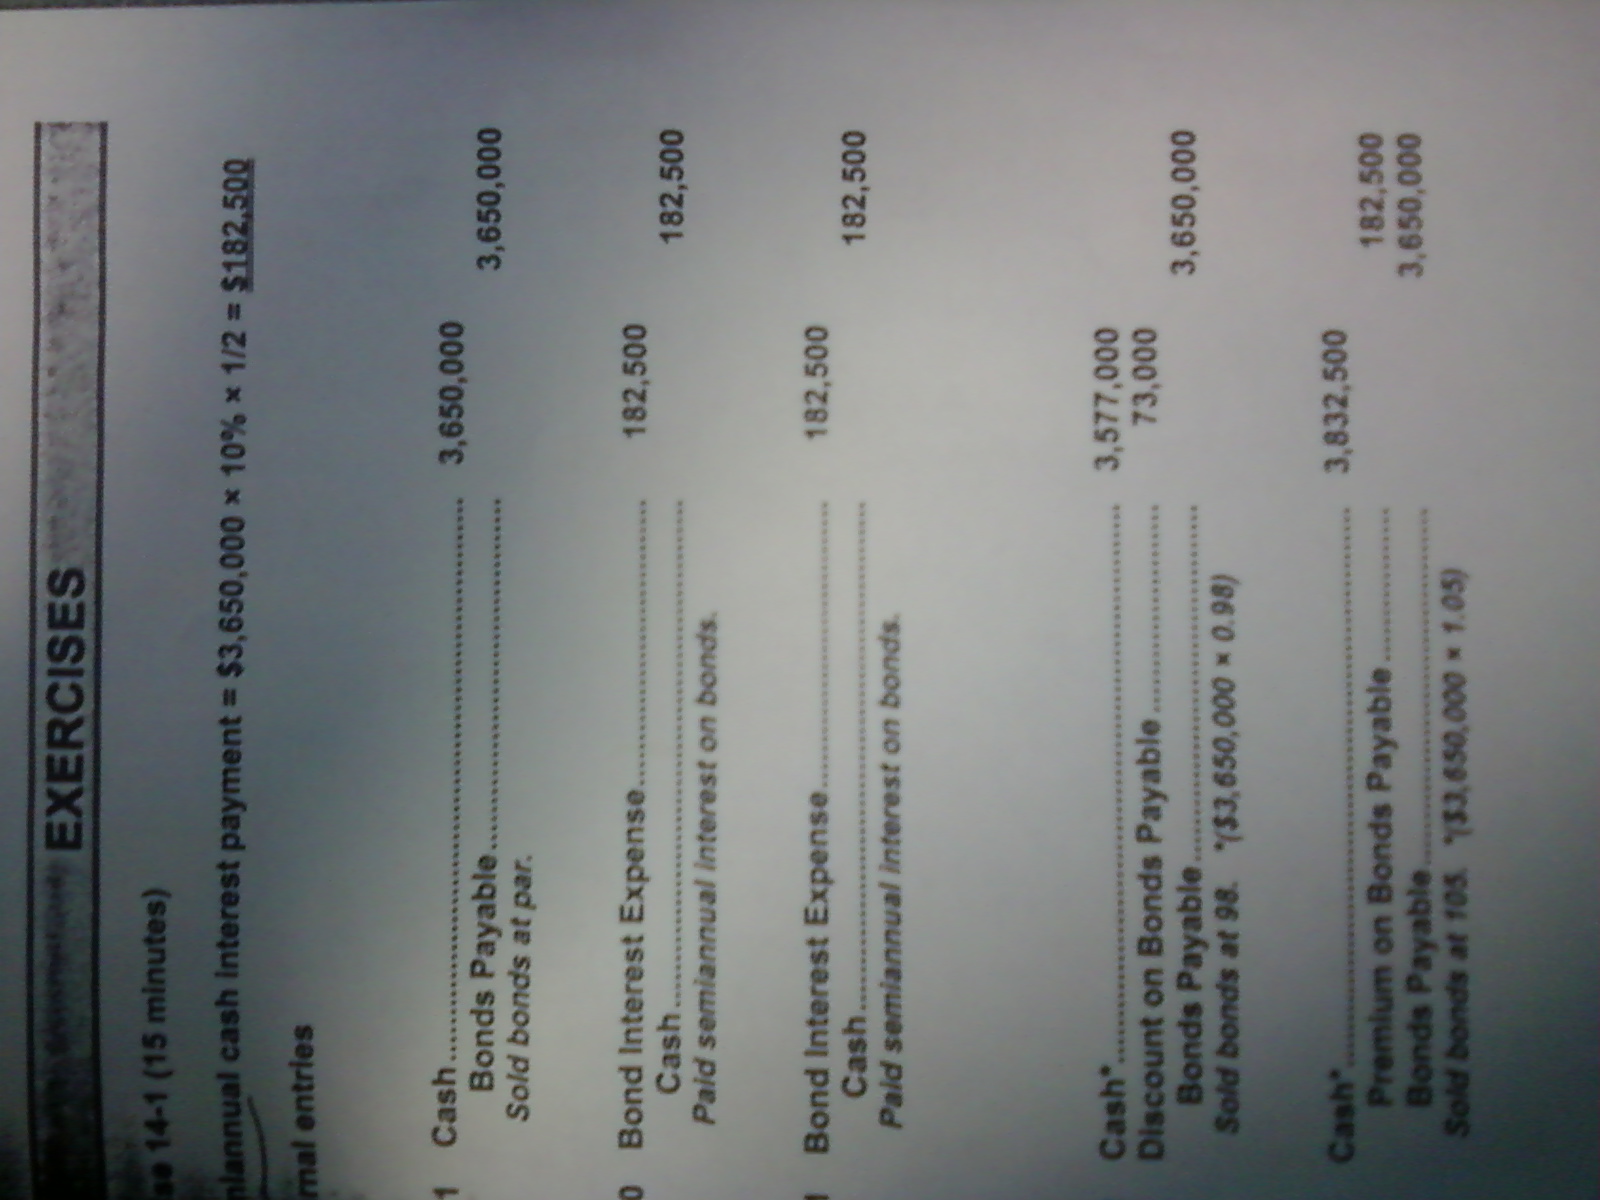 EXERCISES
14-1 (15 minutes)
cash interest payment = $3,650,000 × 10% × 1/2 = $182,500
entries
1 Cash........ 3,650,000
Bonds Payable........ 3,650,000
Sold bonds at par.
0 Bond Interest Expense........ 182,500
Cash........ 182,500
Paid semiannual interest on bonds.
Bond Interest Expense........ 182,500
Cash........ 182,500
Paid semiannual interest on bonds.
Cash*........ 3,577,000
Discount on Bonds Payable........ 73,000
Bonds Payable........ 3,650,000
Sold bonds at 98. *($3,650,000 × 0.98)
Cash*........ 3,832,500
Premium on Bonds Payable........ 182,500
Bonds Payable........ 3,650,000
Sold bonds at 105. *($3,650,000 × 1.05)